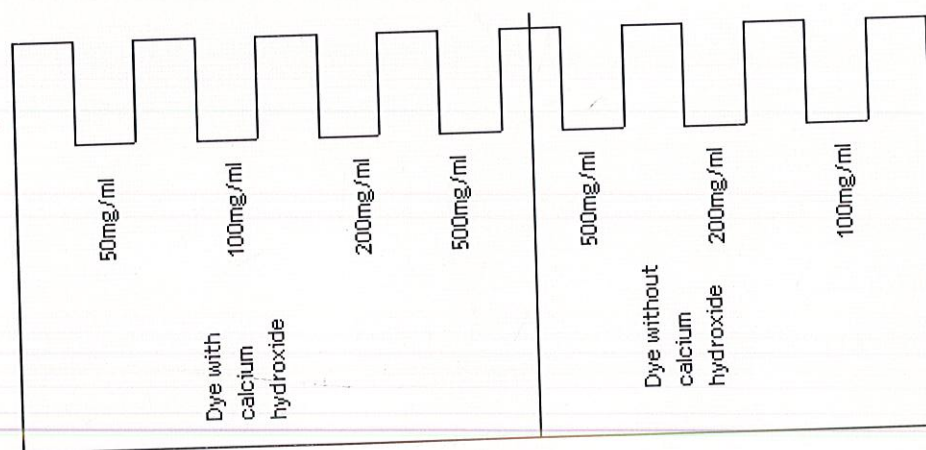 50mg/ml
100mg/ml
200mg/ml
500mg/ml
500mg/ml
200mg/ml
100mg/ml
Dye with
calcium
hydroxide
Dye without
calcium
hydroxide